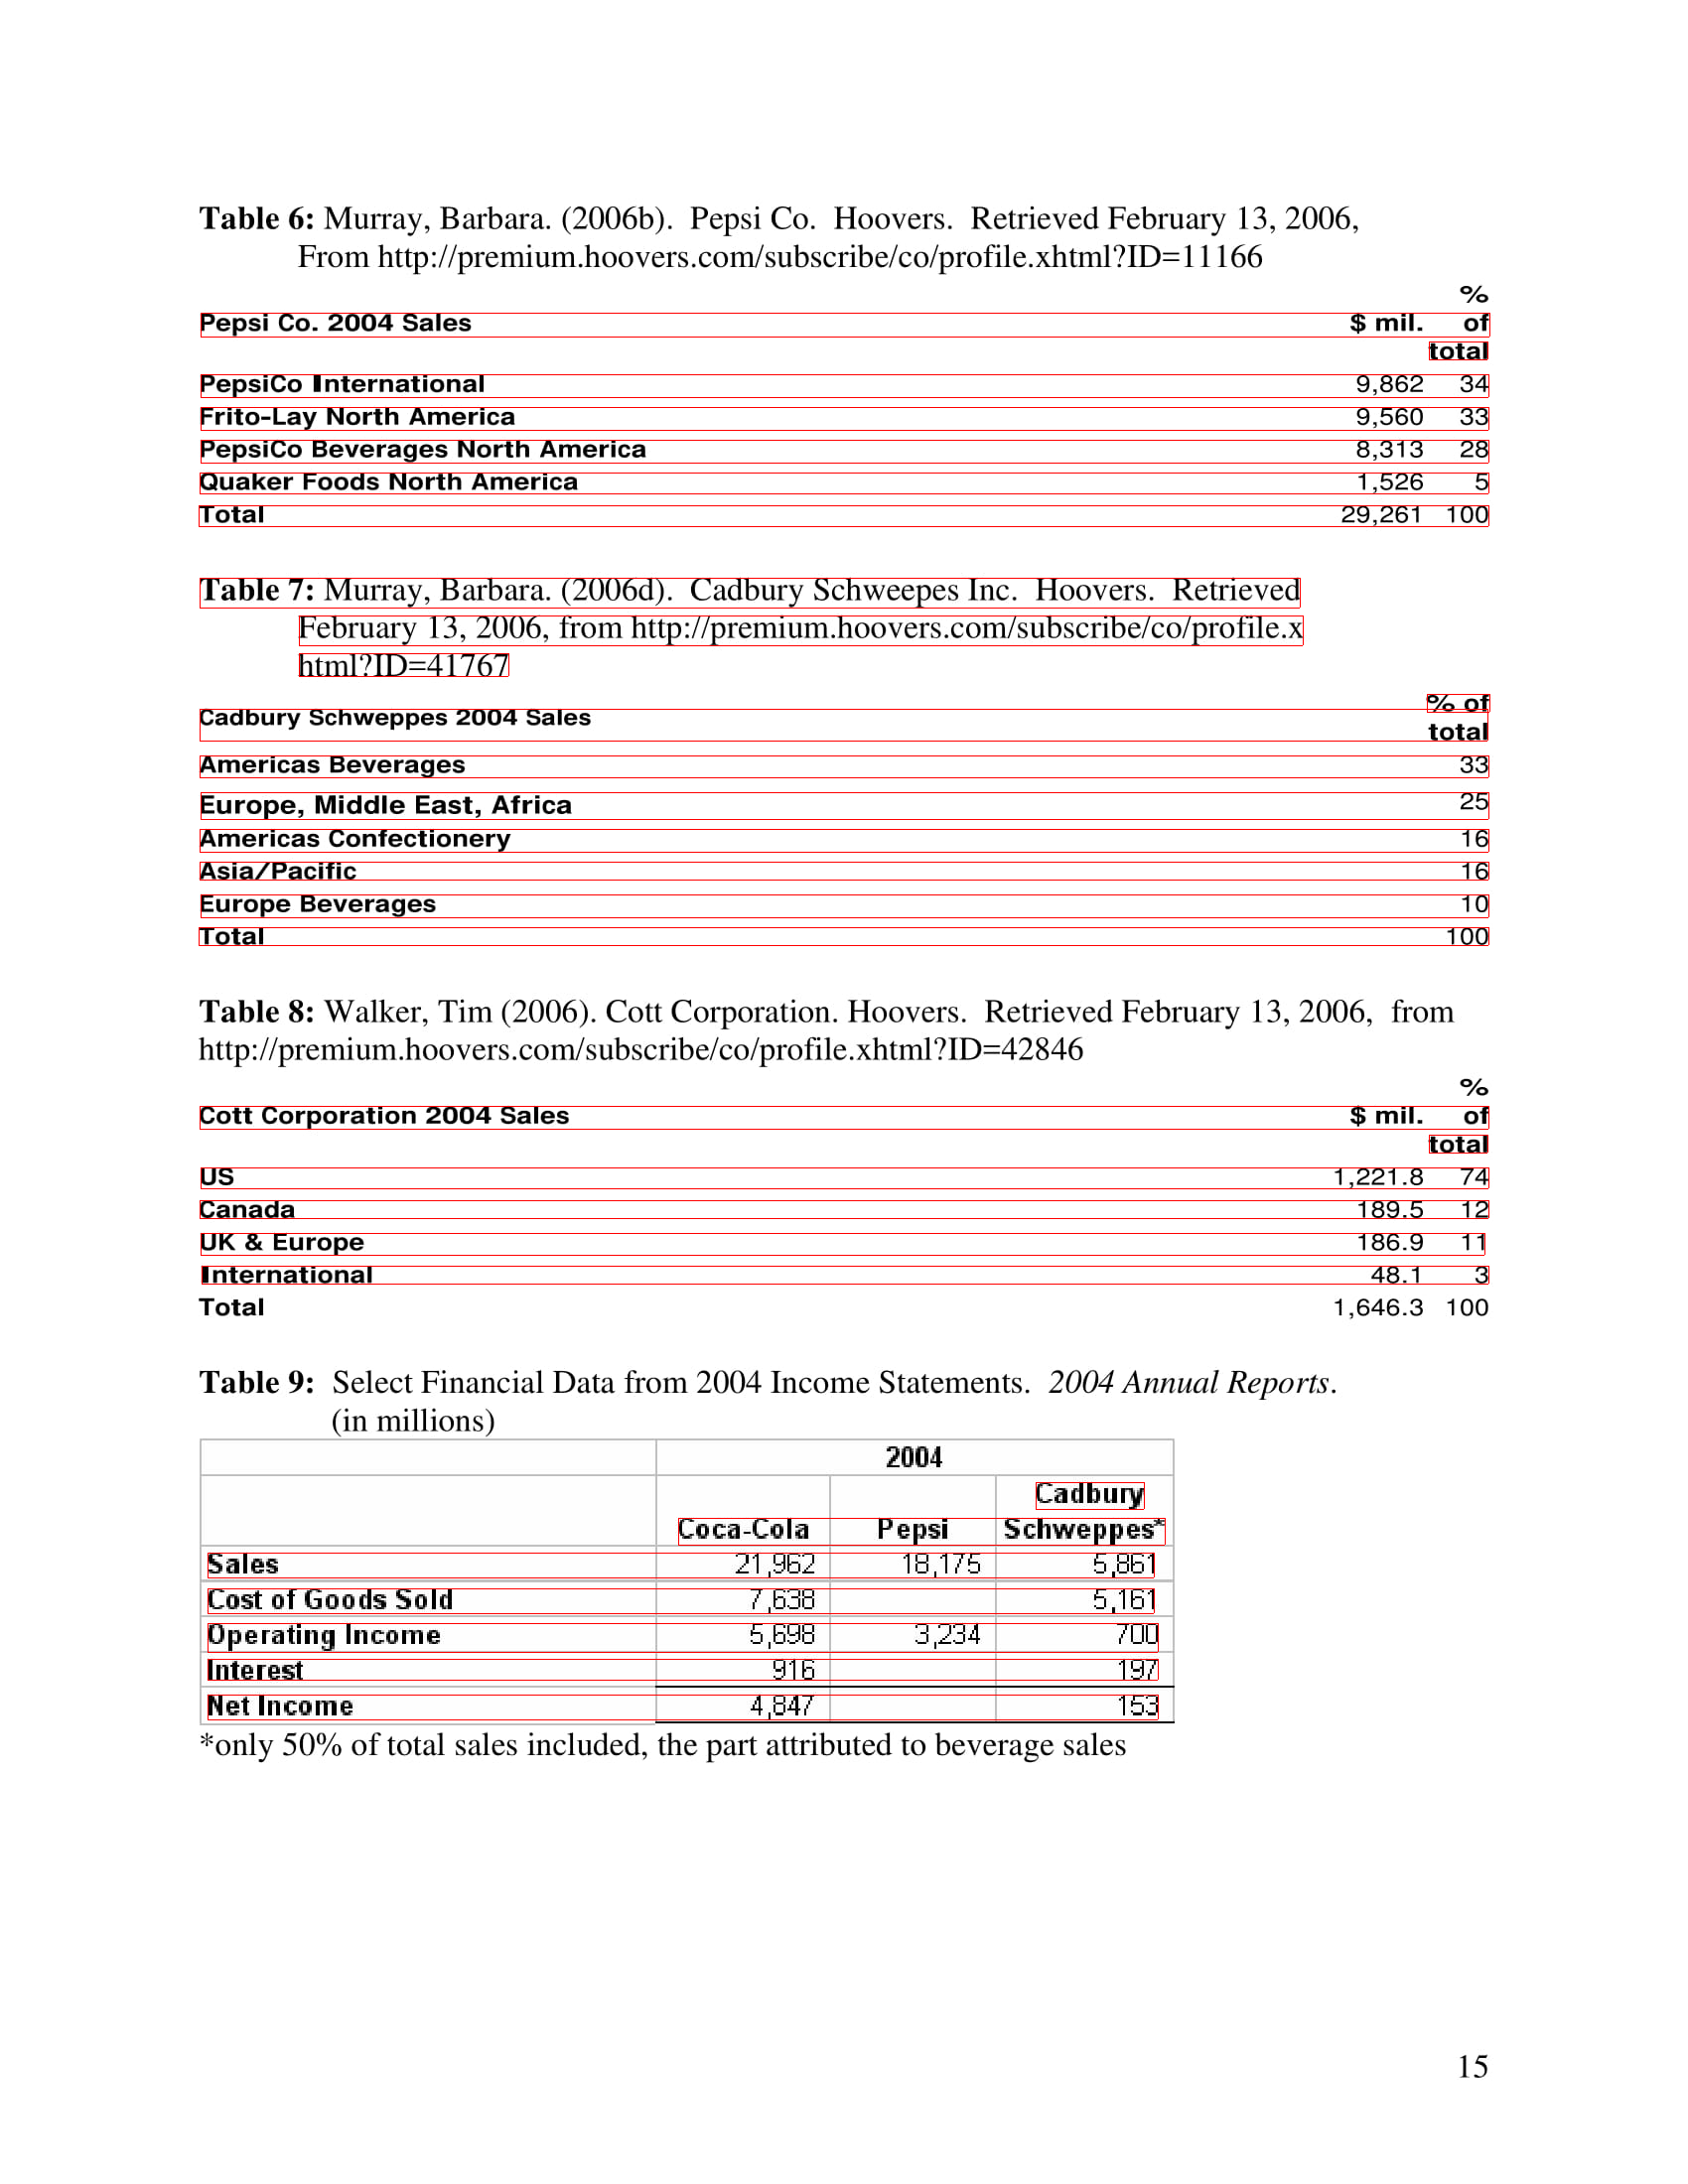 Table 6: Murray, Barbara. (2006b).  Pepsi Co.  Hoovers.  Retrieved February 13, 2006,
From http://premium.hoovers.com/subscribe/co/profile.xhtml?ID=11166
%
Pepsi Co. 2004 Sales $ mil. of
total
PepsiCo International 9,862 34
Frito-Lay North America 9,560 33
PepsiCo Beverages North America 8,313 28
Quaker Foods North America 1,526 5
Total 29,261 100
Table 7: Murray, Barbara. (2006d).  Cadbury Schweepes Inc.  Hoovers.  Retrieved
February 13, 2006, from http://premium.hoovers.com/subscribe/co/profile.x
html?ID=41767
% of
Cadbury Schweppes 2004 Sales
total
Americas Beverages 33
Europe, Middle East, Africa 25
Americas Confectionery 16
Asia/Pacific 16
Europe Beverages 10
Total 100
Table 8: Walker, Tim (2006). Cott Corporation. Hoovers.  Retrieved February 13, 2006,  from
http://premium.hoovers.com/subscribe/co/profile.xhtml?ID=42846
%
Cott Corporation 2004 Sales $ mil. of
total
US 1,221.8 74
Canada 189.5 12
UK & Europe 186.9 11
International 48.1 3
Total 1,646.3 100
Table 9:  Select Financial Data from 2004 Income Statements.  2004 Annual Reports.
(in millions)
2004
Cadbury
Coca-Cola Pepsi Schweppes*
Sales 21,962 18,175 5,861
Cost of Goods Sold 7,638 5,161
Operating Income 5,698 3,234 700
Interest 916 197
Net Income 4,847 153
*only 50% of total sales included, the part attributed to beverage sales
15